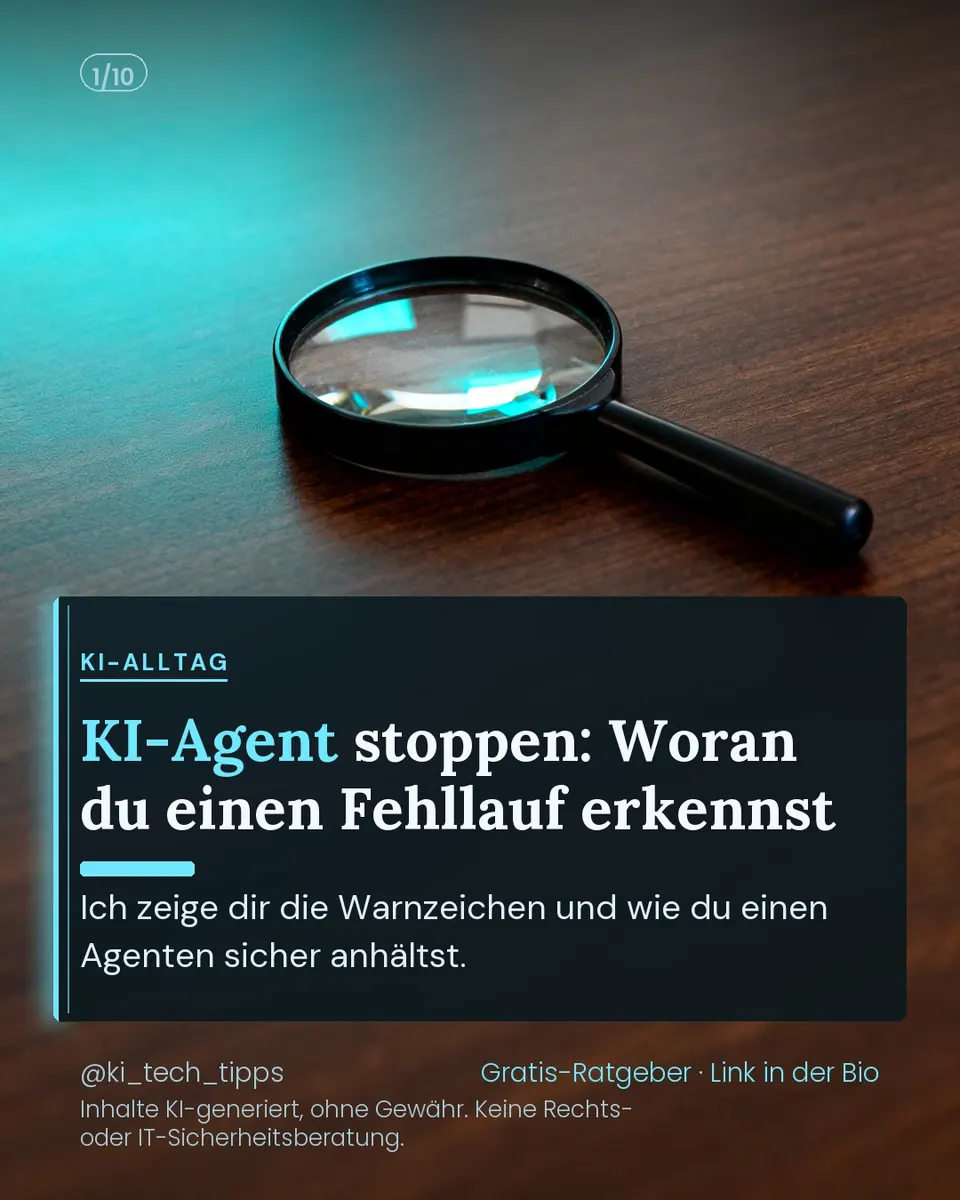 1/10
KI-ALLTAG
KI-Agent stoppen: Woran
du einen Fehllauf erkennst
Ich zeige dir die Warnzeichen und wie du einen
Agenten sicher anhältst.
@ki_tech_tipps
Gratis-Ratgeber · Link in der Bio
Inhalte KI-generiert, ohne Gewähr. Keine Rechts-
oder IT-Sicherheitsberatung.